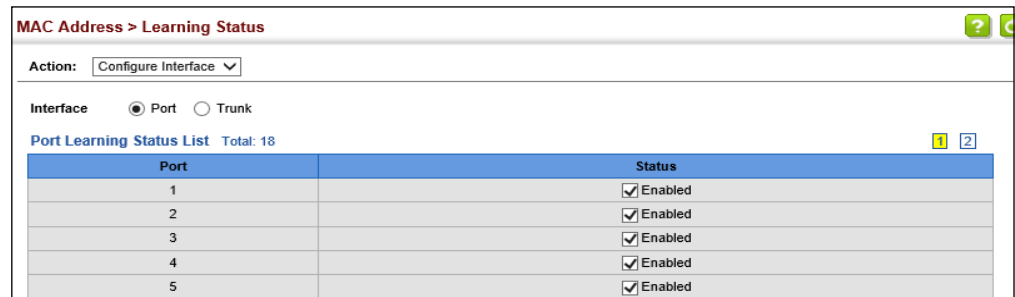 MAC Address > Learning Status
?
Action: Configure Interface
Interface Port Trunk
Port Learning Status List Total: 18 1 2
Port Status
1 Enabled
2 Enabled
3 Enabled
4 Enabled
5 Enabled